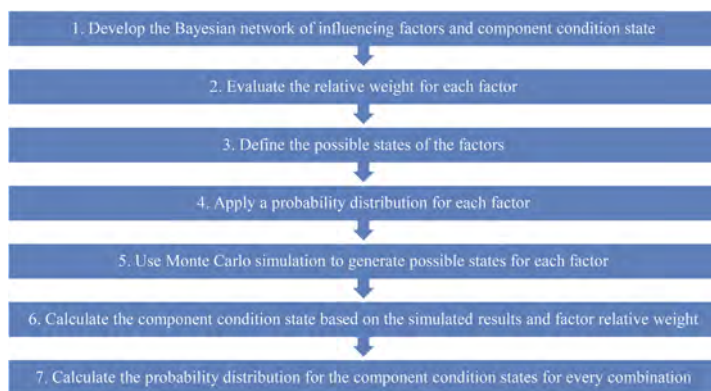 1. Develop the Bayesian network of influencing factors and component condition state
2. Evaluate the relative weight for each factor
3. Define the possible states of the factors
4. Apply a probability distribution for each factor
5. Use Monte Carlo simulation to generate possible states for each factor
6. Calculate the component condition state based on the simulated results and factor relative weight
7. Calculate the probability distribution for the component condition states for every combination